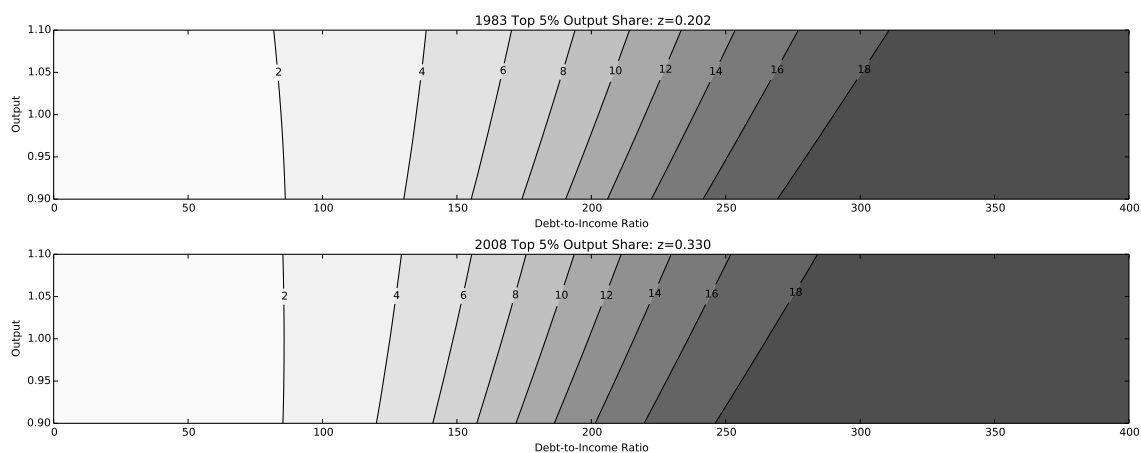 1983 Top 5% Output Share: z=0.202
1.10
1.05
1.00
0.95
0.90
Output
2 4 6 8 10 12 14 16 18
0 50 100 150 200 250 300 350 400
Debt-to-Income Ratio
2008 Top 5% Output Share: z=0.330
1.10
1.05
1.00
0.95
0.90
Output
2 4 6 8 10 12 14 16 18
0 50 100 150 200 250 300 350 400
Debt-to-Income Ratio